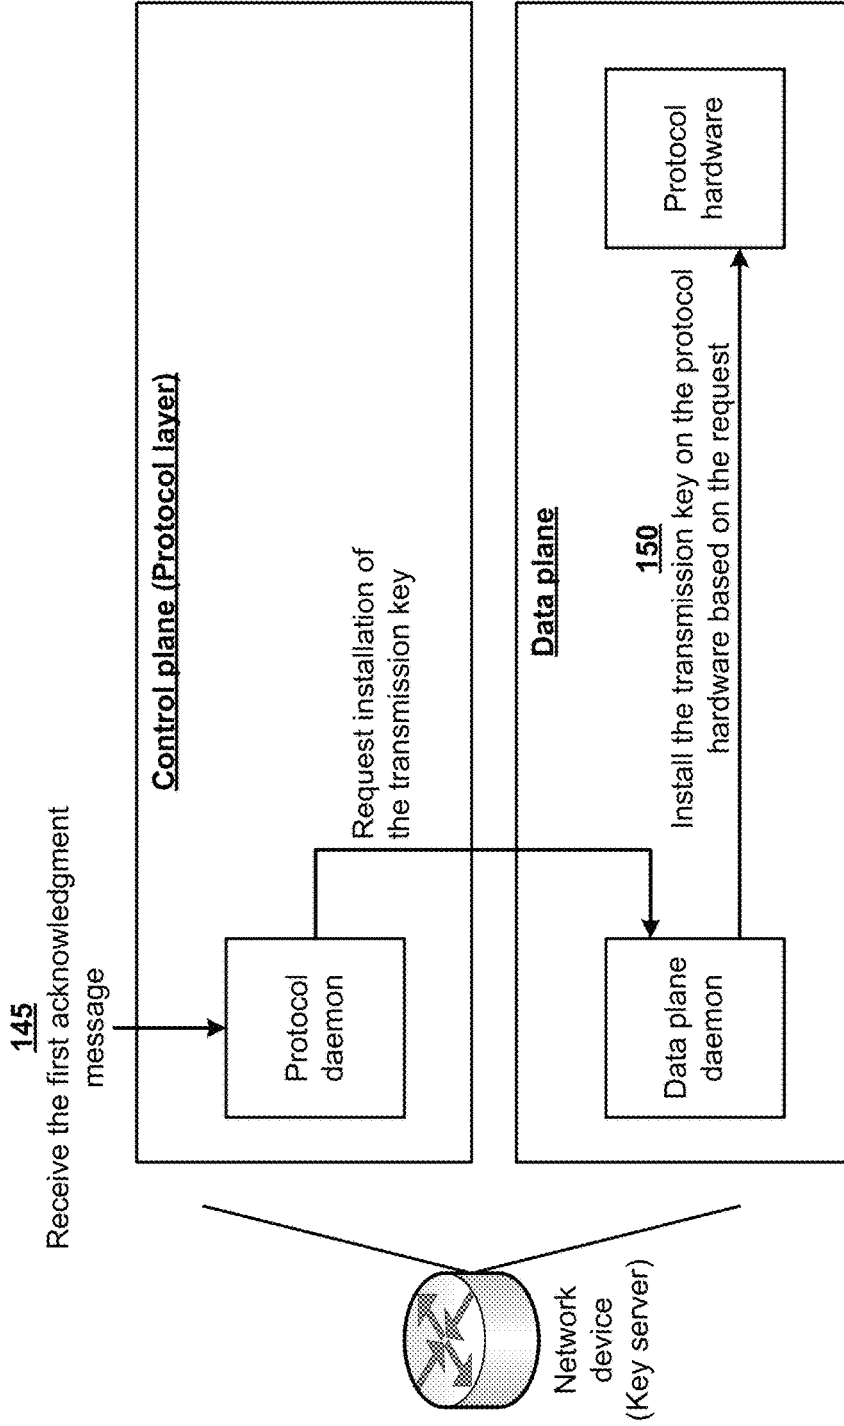 145
Receive the first acknowledgment
message
Control plane (Protocol layer)
Protocol
daemon
Request installation of
the transmission key
Data plane
Data plane
daemon
150
Install the transmission key on the protocol
hardware based on the request
Protocol
hardware
Network
device
(Key server)